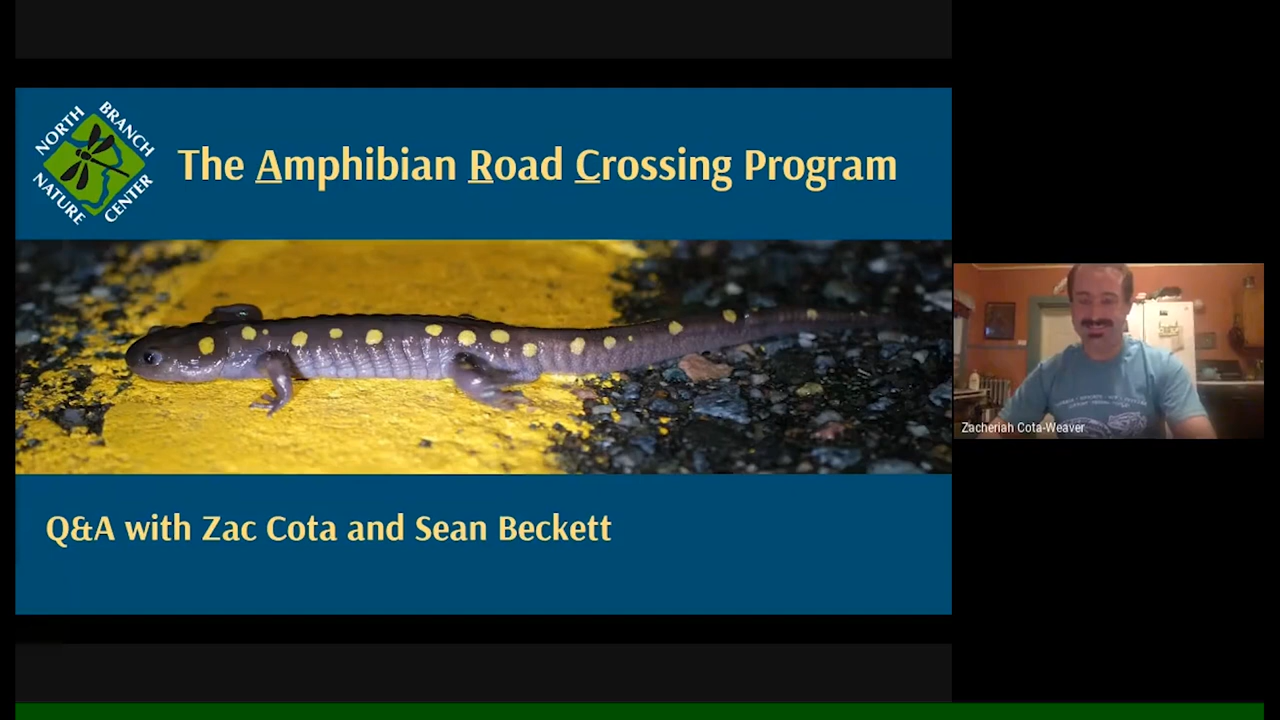 NORTH BRANCH
NATURE CENTER
The Amphibian Road Crossing Program
Q&A with Zac Cota and Sean Beckett
Zacheriah Cota-Weaver